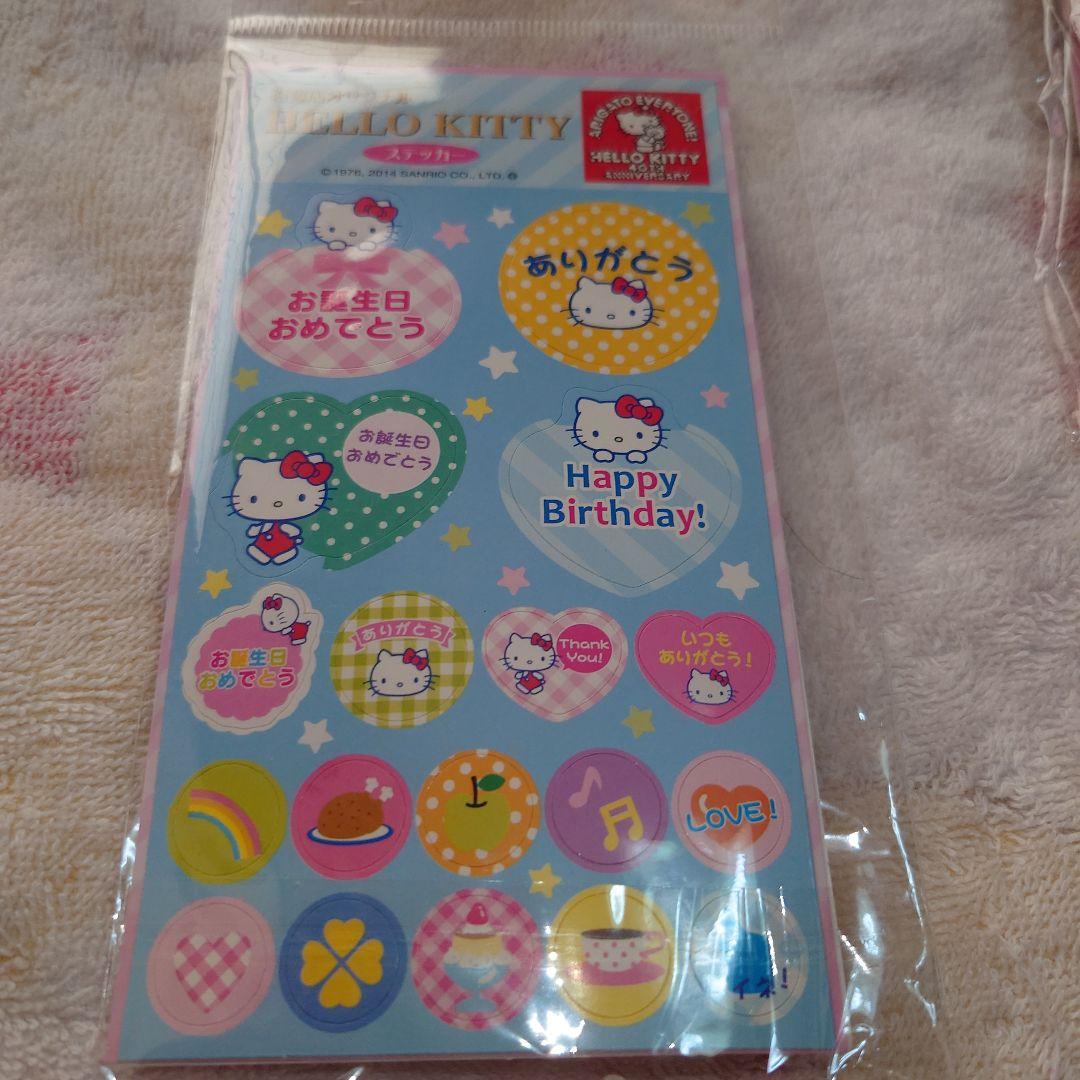 HELLO KITTY
ステッカー
© 1976, 2014 SANRIO CO., LTD.
ARIGATO EVERYONE!
HELLO KITTY
40TH
ANNIVERSARY
お誕生日
おめでとう
ありがとう
お誕生日
おめでとう
Happy
Birthday!
お誕生日
おめでとう
ありがとう
Thank
You!
いつも
ありがとう!
LOVE!
イネ!